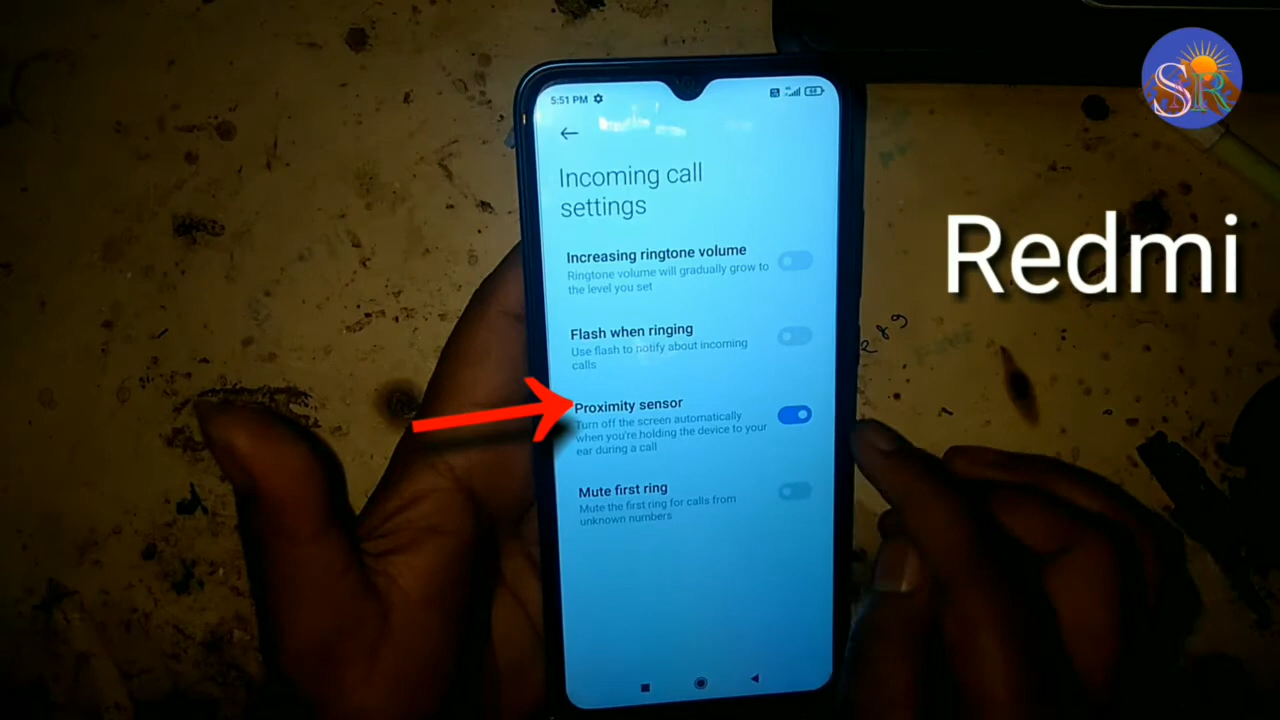 SR
5:51 PM
68
Incoming call
settings
Redmi
Increasing ringtone volume
Ringtone volume will gradually grow to
the level you set
Flash when ringing
Use flash to notify about incoming
calls
Proximity sensor
Turn off the screen automatically
when you're holding the device to your
ear during a call
Mute first ring
Mute the first ring for calls from
unknown numbers